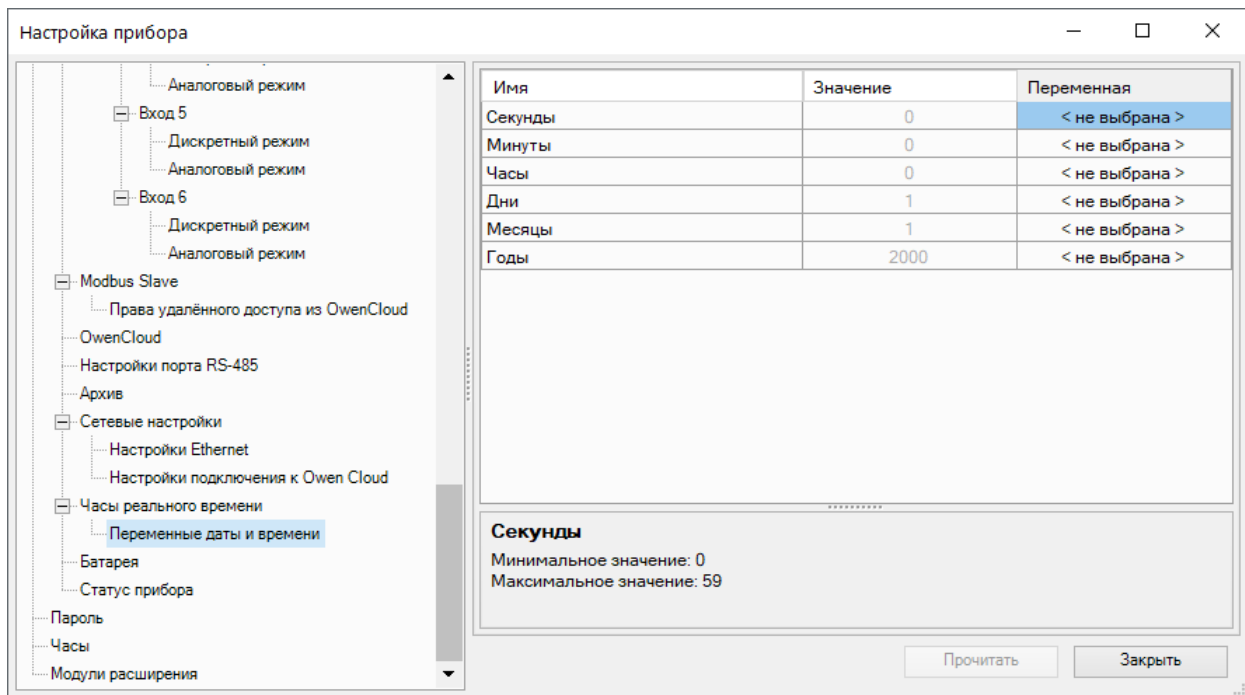 Настройка прибора
Аналоговый режим
Вход 5
Дискретный режим
Аналоговый режим
Вход 6
Дискретный режим
Аналоговый режим
Modbus Slave
Права удалённого доступа из OwenCloud
OwenCloud
Настройки порта RS-485
Архив
Сетевые настройки
Настройки Ethernet
Настройки подключения к Owen Cloud
Часы реального времени
Переменные даты и времени
Батарея
Статус прибора
Пароль
Часы
Модули расширения
Имя Значение Переменная
Секунды 0 < не выбрана >
Минуты 0 < не выбрана >
Часы 0 < не выбрана >
Дни 1 < не выбрана >
Месяцы 1 < не выбрана >
Годы 2000 < не выбрана >
Секунды
Минимальное значение: 0
Максимальное значение: 59
Прочитать Закрыть